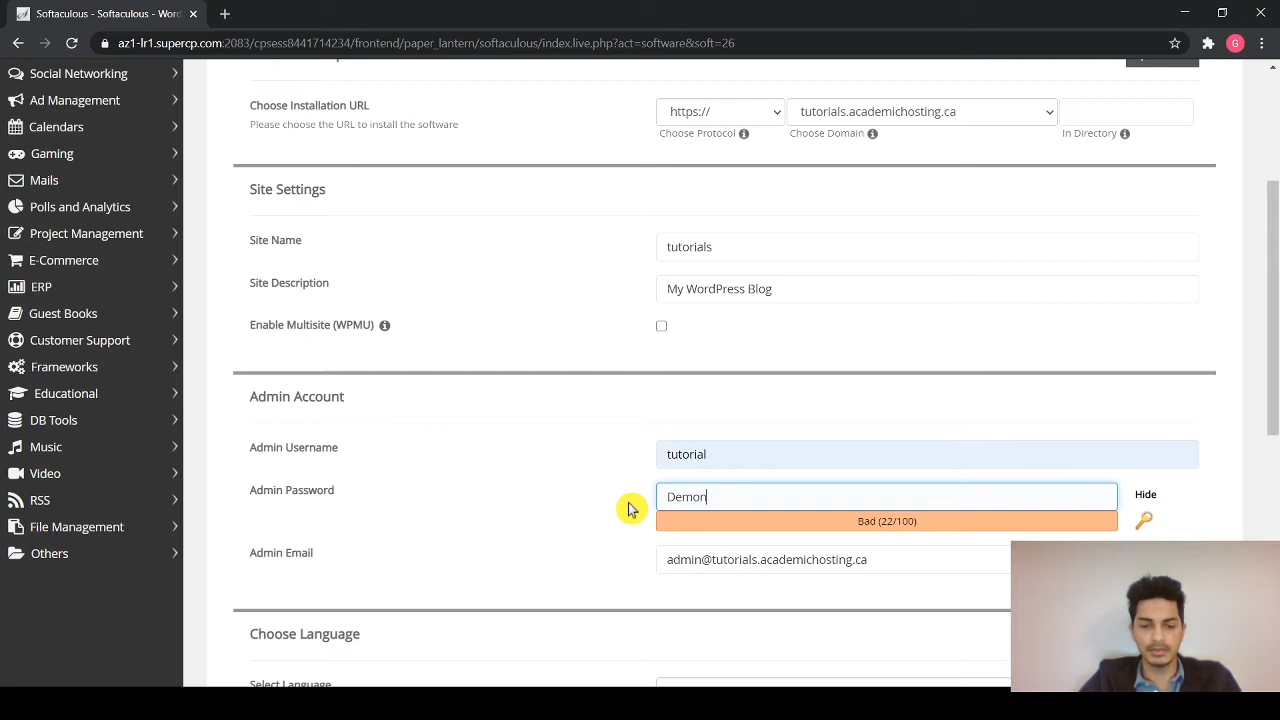 Softaculous - Softaculous - Word
az1-lr1.supercp.com:2083/cpsess8441714234/frontend/paper_lantern/softaculous/index.live.php?act=software&soft=26
G
Social Networking
Ad Management
Calendars
Gaming
Mails
Polls and Analytics
Project Management
E-Commerce
ERP
Guest Books
Customer Support
Frameworks
Educational
DB Tools
Music
Video
RSS
File Management
Others
Choose Installation URL
Please choose the URL to install the software
https://
tutorials.academichosting.ca
Choose Protocol
Choose Domain
In Directory
Site Settings
Site Name
tutorials
Site Description
My WordPress Blog
Enable Multisite (WPMU)
Admin Account
Admin Username
tutorial
Admin Password
Demon
Hide
Bad (22/100)
Admin Email
admin@tutorials.academichosting.ca
Choose Language
Select Language